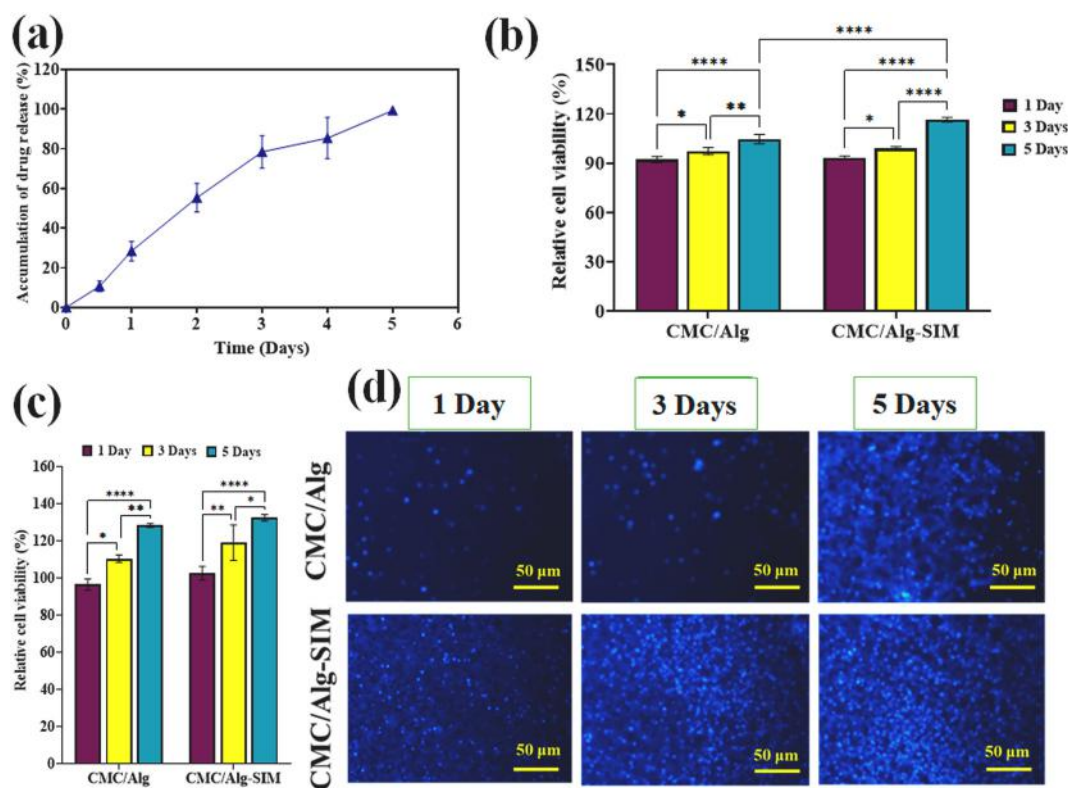 (a)
Accumulation of drug release (%)
120
100
80
60
40
20
0
0 1 2 3 4 5 6
Time (Days)
(b)
Relative cell viability (%)
150
120
90
60
30
0
**** **** ****
* ** * ****
CMC/Alg CMC/Alg-SIM
1 Day
3 Days
5 Days
(c)
1 Day 3 Days 5 Days
Relative cell viability (%)
160
140
120
100
80
60
40
20
0
**** ****
* ** ** *
CMC/Alg CMC/Alg-SIM
(d)
1 Day 3 Days 5 Days
CMC/Alg
50 µm 50 µm 50 µm
CMC/Alg-SIM
50 µm 50 µm 50 µm